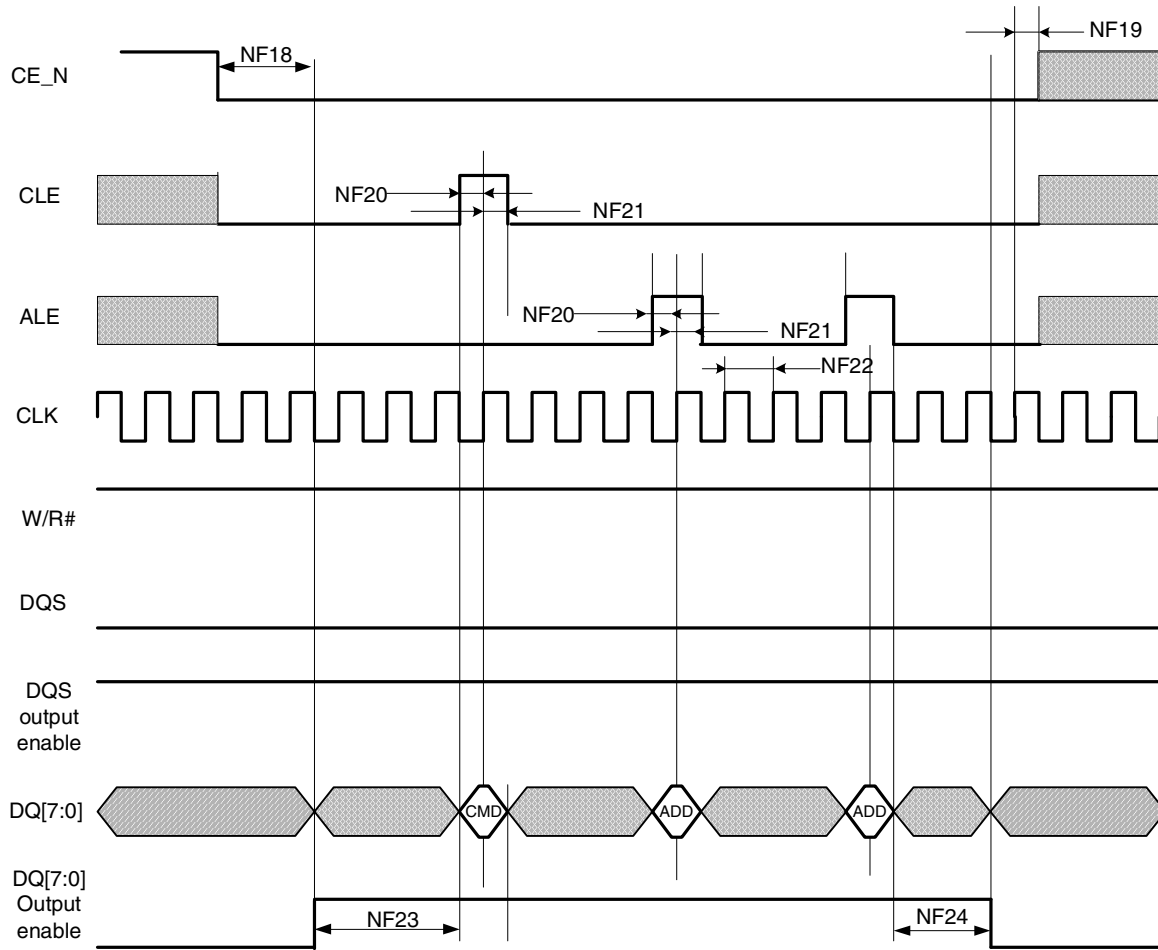 NF19
NF18
CE_N
CLE
NF20
NF21
ALE
NF20
NF21
NF22
CLK
W/R#
DQS
DQS
output
enable
DQ[7:0]
CMD
ADD
ADD
DQ[7:0]
Output
enable
NF23
NF24